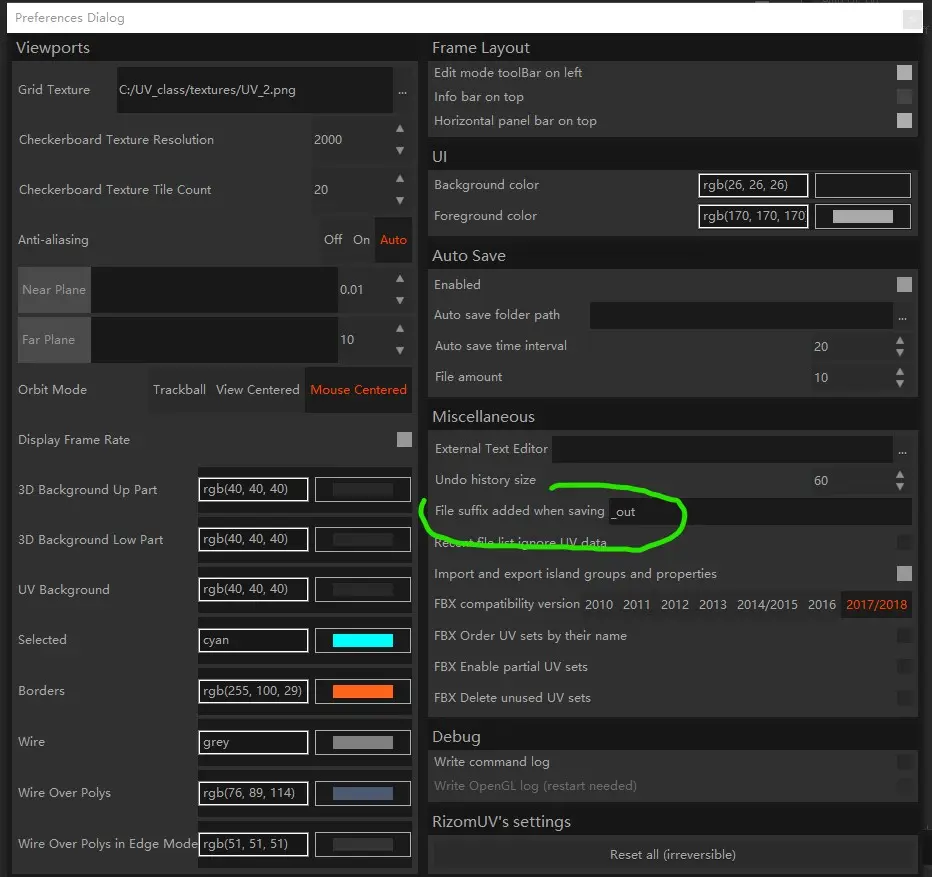 Preferences Dialog
Viewports
Grid Texture C:/UV_class/textures/UV_2.png ...
Checkerboard Texture Resolution 2000
Checkerboard Texture Tile Count 20
Anti-aliasing Off On Auto
Near Plane 0.01
Far Plane 10
Orbit Mode Trackball View Centered Mouse Centered
Display Frame Rate
3D Background Up Part rgb(40, 40, 40)
3D Background Low Part rgb(40, 40, 40)
UV Background rgb(40, 40, 40)
Selected cyan
Borders rgb(255, 100, 29)
Wire grey
Wire Over Polys rgb(76, 89, 114)
Wire Over Polys in Edge Mode rgb(51, 51, 51)
Frame Layout
Edit mode toolBar on left
Info bar on top
Horizontal panel bar on top
UI
Background color rgb(26, 26, 26)
Foreground color rgb(170, 170, 170
Auto Save
Enabled
Auto save folder path ...
Auto save time interval 20
File amount 10
Miscellaneous
External Text Editor ...
Undo history size 60
File suffix added when saving _out
Recent file list ignore UV data
Import and export island groups and properties
FBX compatibility version 2010 2011 2012 2013 2014/2015 2016 2017/2018
FBX Order UV sets by their name
FBX Enable partial UV sets
FBX Delete unused UV sets
Debug
Write command log
Write OpenGL log (restart needed)
RizomUV's settings
Reset all (irreversible)